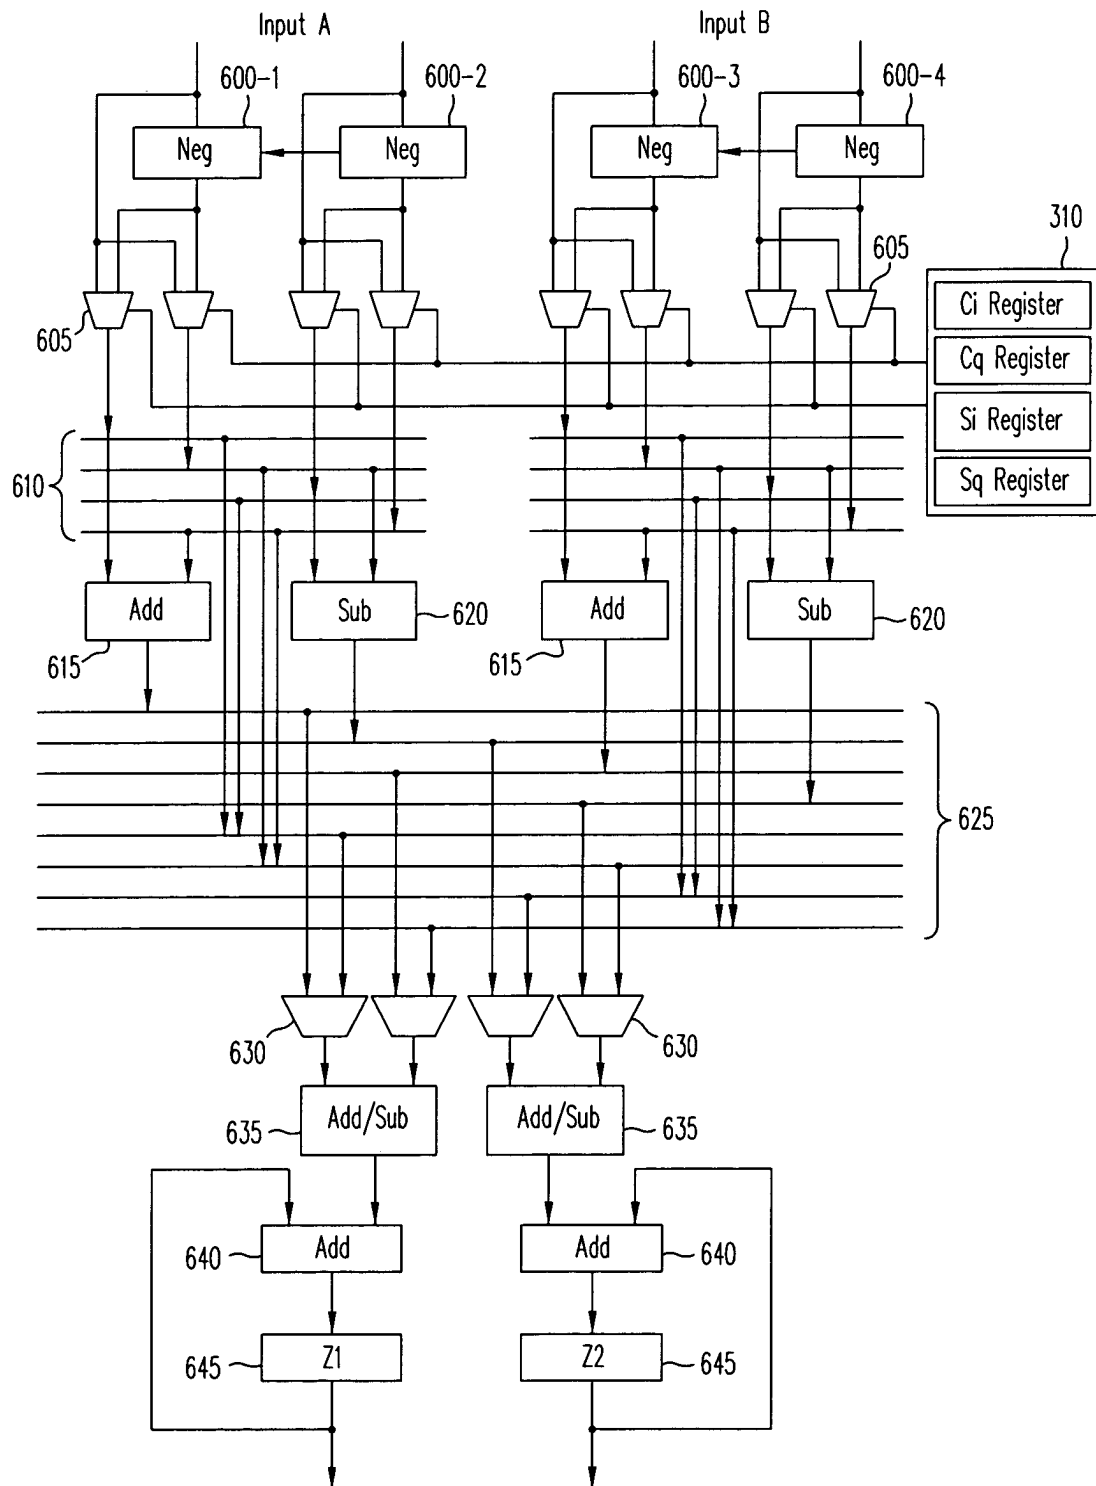 Input A
Input B
600-1
600-2
600-3
600-4
Neg
Neg
Neg
Neg
310
605
Ci Register
Cq Register
Si Register
Sq Register
605
610
Add
Sub
Add
Sub
615
620
615
620
625
630
630
Add/Sub
Add/Sub
635
635
Add
Add
640
640
Z1
Z2
645
645